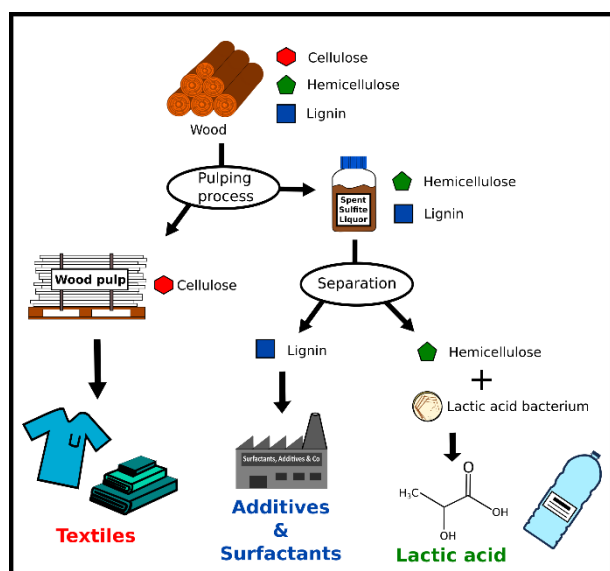 Cellulose
Hemicellulose
Lignin
Wood
Pulping
process
Spent
Sulfite
Liquor
Hemicellulose
Lignin
Wood pulp
Cellulose
Separation
Lignin
Hemicellulose
+
Lactic acid bacterium
Surfactants, Additives & Co
O
H₃C
OH
OH
Textiles
Additives
&
Surfactants
Lactic acid